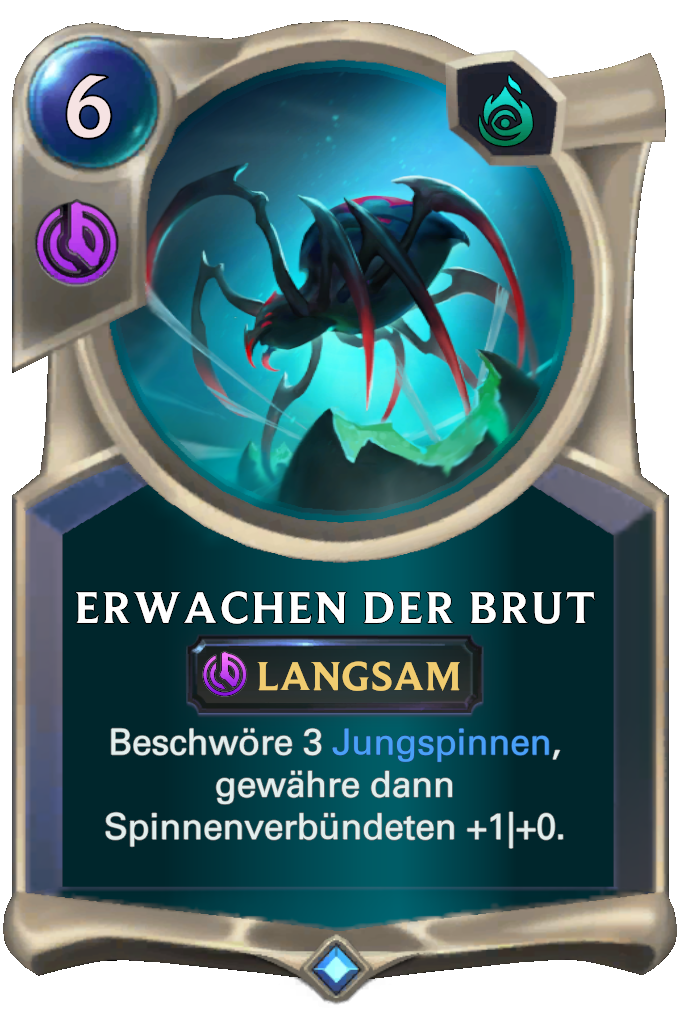 6
ERWACHEN DER BRUT
LANGSAM
Beschwöre 3 Jungspinnen,
gewähre dann
Spinnenverbündeten +1|+0.